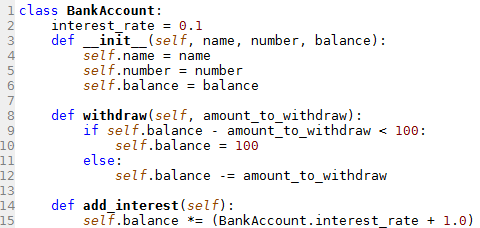 1 class BankAccount:
2     interest_rate = 0.1
3     def __init__(self, name, number, balance):
4         self.name = name
5         self.number = number
6         self.balance = balance
7
8     def withdraw(self, amount_to_withdraw):
9         if self.balance - amount_to_withdraw < 100:
10             self.balance = 100
11         else:
12             self.balance -= amount_to_withdraw
13
14     def add_interest(self):
15         self.balance *= (BankAccount.interest_rate + 1.0)